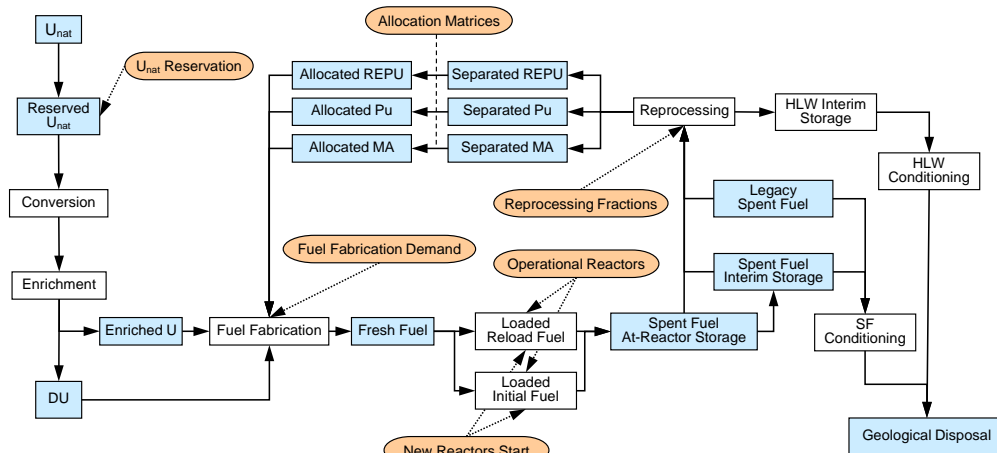 U_nat
Allocation Matrices
U_nat Reservation
Allocated REPU
Separated REPU
Reserved
U_nat
Allocated Pu
Separated Pu
Reprocessing
HLW Interim
Storage
Allocated MA
Separated MA
HLW
Conditioning
Conversion
Reprocessing Fractions
Legacy
Spent Fuel
Fuel Fabrication Demand
Operational Reactors
Enrichment
Spent Fuel
Interim Storage
Enriched U
Fuel Fabrication
Fresh Fuel
Loaded
Reload Fuel
Spent Fuel
At-Reactor Storage
SF
Conditioning
DU
Loaded
Initial Fuel
Geological Disposal
New Reactors Start